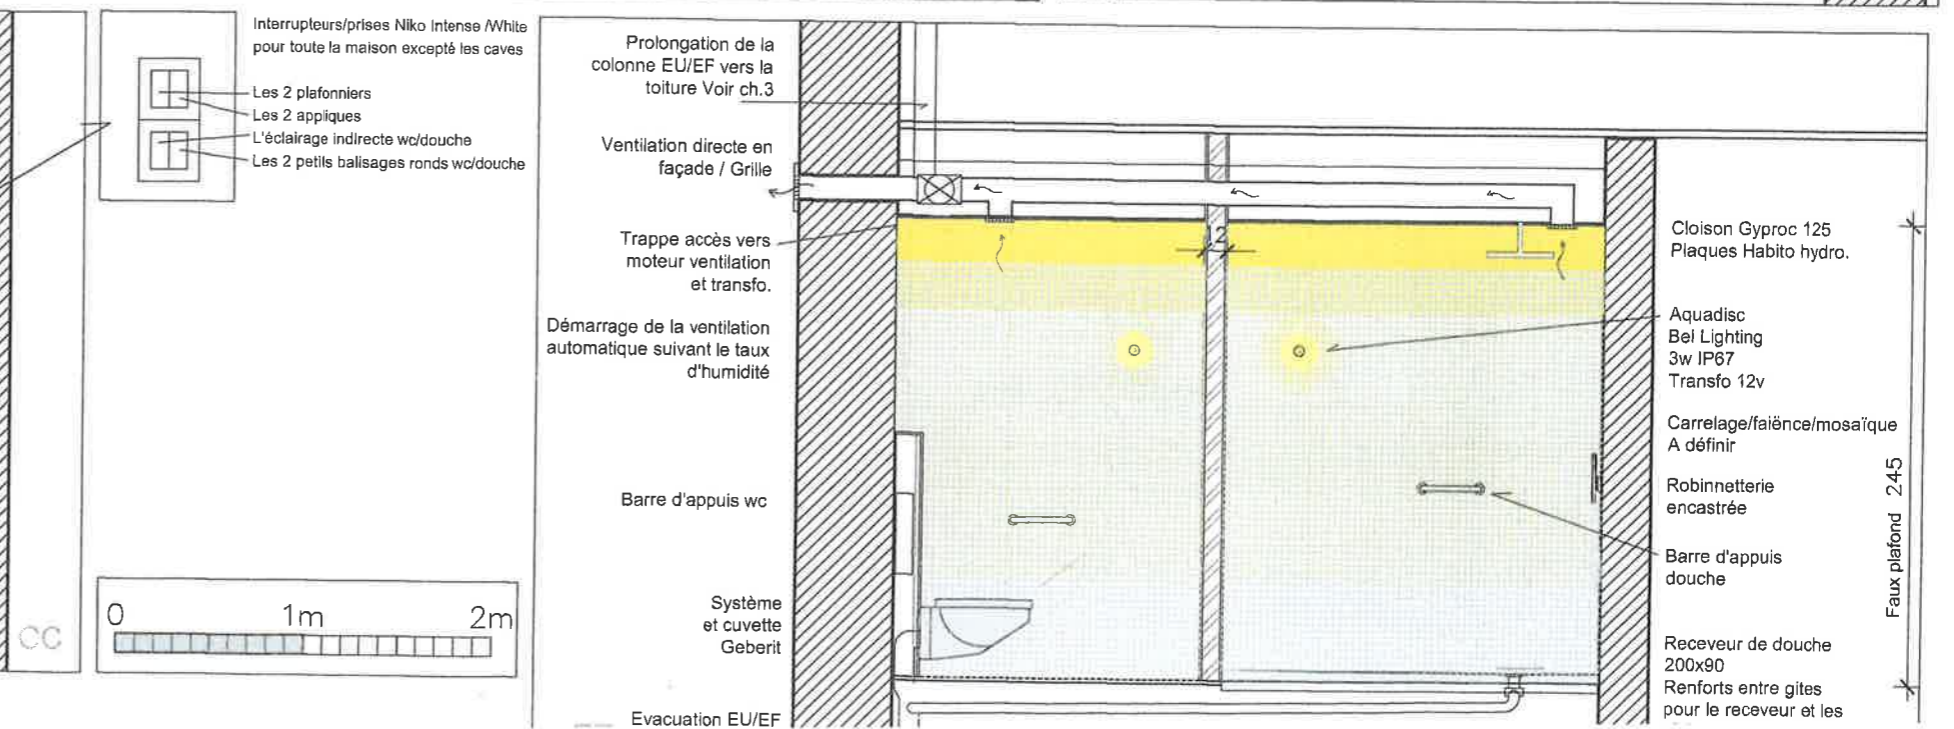 Interrupteurs/prises Niko Intense /White
pour toute la maison excepté les caves
Les 2 plafonniers
Les 2 appliques
L'éclairage indirecte wc/douche
Les 2 petils balisages ronds wc/douche
CC
0 1m 2m
Prolongation de la
colonne EU/EF vers la
toiture Voir ch.3
Ventilation directe en
façade / Grille
Trappe accès vers
moteur ventilation
et transfo.
Démarrage de la ventilation
automatique suivant le taux
d'humidité
Barre d'appuis wc
Système
et cuvette
Geberit
Evacuation EU/EF
Cloison Gyproc 125
Plaques Habito hydro.
Aquadisc
Bel Lighting
3w IP67
Transfo 12v
Carrelage/faïënce/mosaïque
A définir
Robinnetterie
encastrée
Barre d'appuis
douche
Receveur de douche
200x90
Renforts entre gites
pour le receveur et les
Faux plafond 245